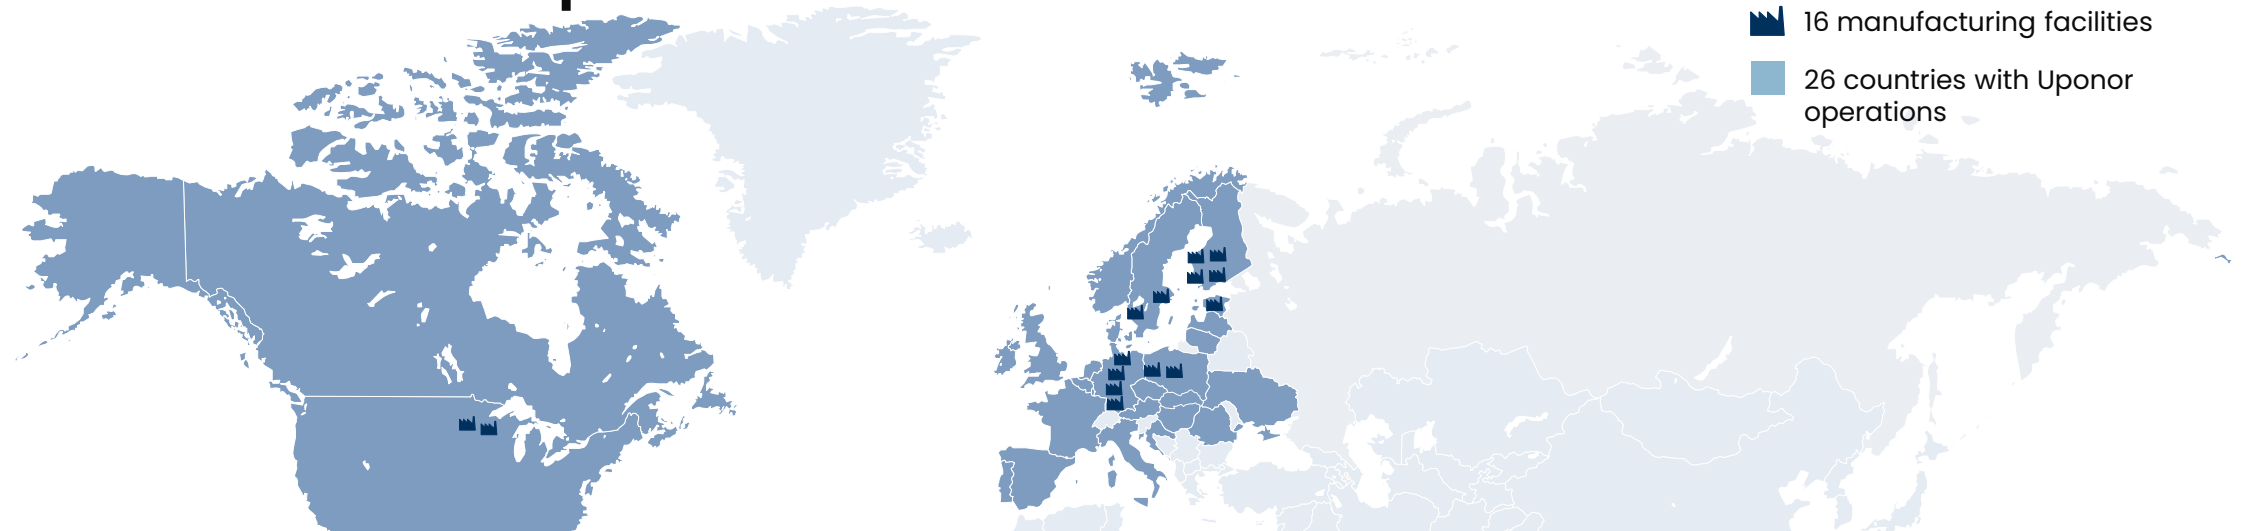 16 manufacturing facilities
26 countries with Uponor
operations